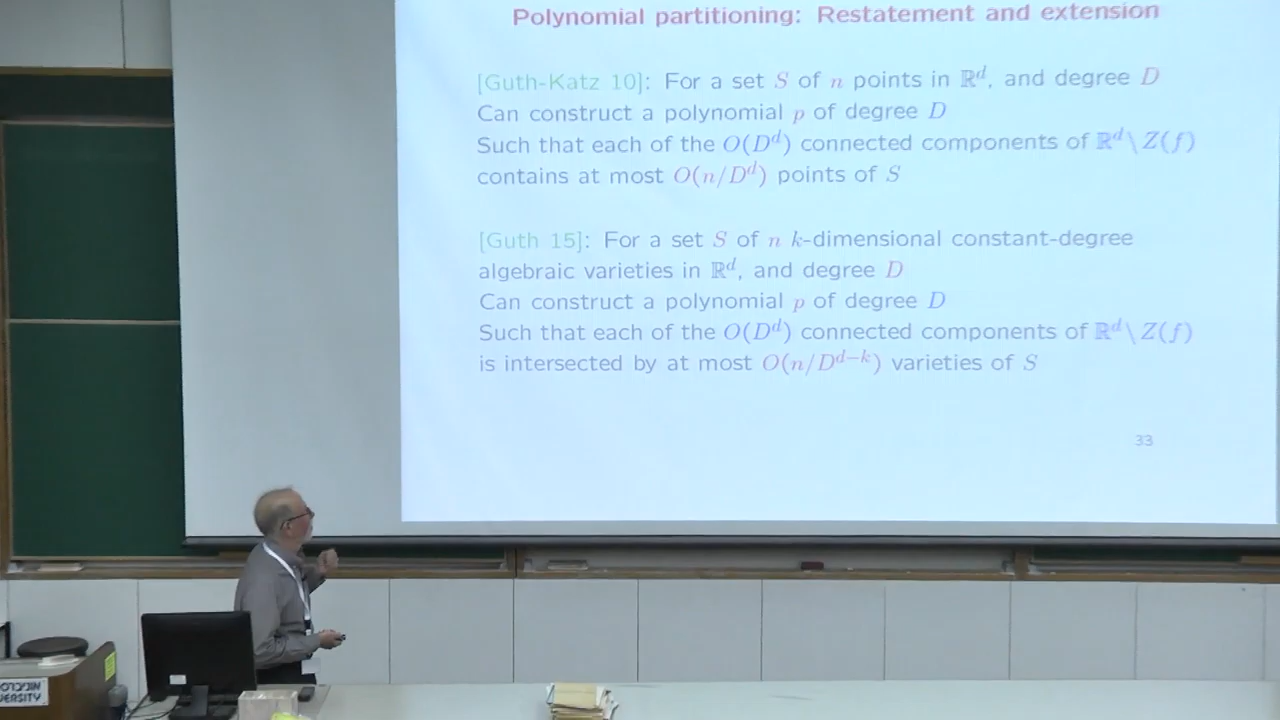 Polynomial partitioning: Restatement and extension
[Guth-Katz 10]: For a set S of n points in ℝ^d, and degree D
Can construct a polynomial p of degree D
Such that each of the O(D^d) connected components of ℝ^d\Z(f)
contains at most O(n/D^d) points of S
[Guth 15]: For a set S of n k-dimensional constant-degree
algebraic varieties in ℝ^d, and degree D
Can construct a polynomial p of degree D
Such that each of the O(D^d) connected components of ℝ^d\Z(f)
is intersected by at most O(n/D^{d-k}) varieties of S
33